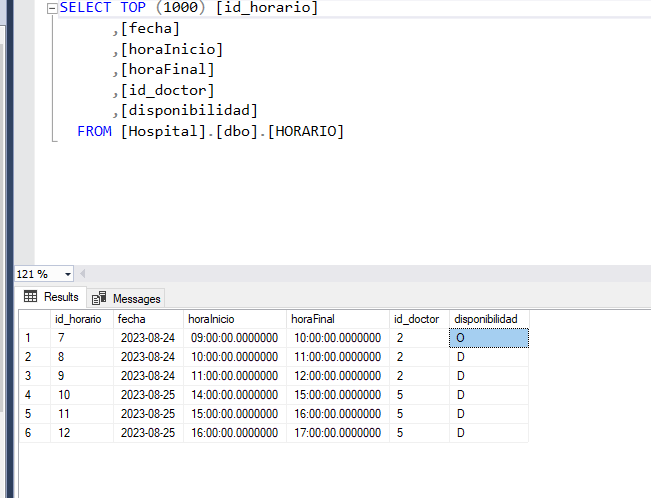 SELECT TOP (1000) [id_horario]
,[fecha]
,[horaInicio]
,[horaFinal]
,[id_doctor]
,[disponibilidad]
FROM [Hospital].[dbo].[HORARIO]
121 %
Results Messages
id_horario fecha horaInicio horaFinal id_doctor disponibilidad
1 7 2023-08-24 09:00:00.0000000 10:00:00.0000000 2 O
2 8 2023-08-24 10:00:00.0000000 11:00:00.0000000 2 D
3 9 2023-08-24 11:00:00.0000000 12:00:00.0000000 2 D
4 10 2023-08-25 14:00:00.0000000 15:00:00.0000000 5 D
5 11 2023-08-25 15:00:00.0000000 16:00:00.0000000 5 D
6 12 2023-08-25 16:00:00.0000000 17:00:00.0000000 5 D